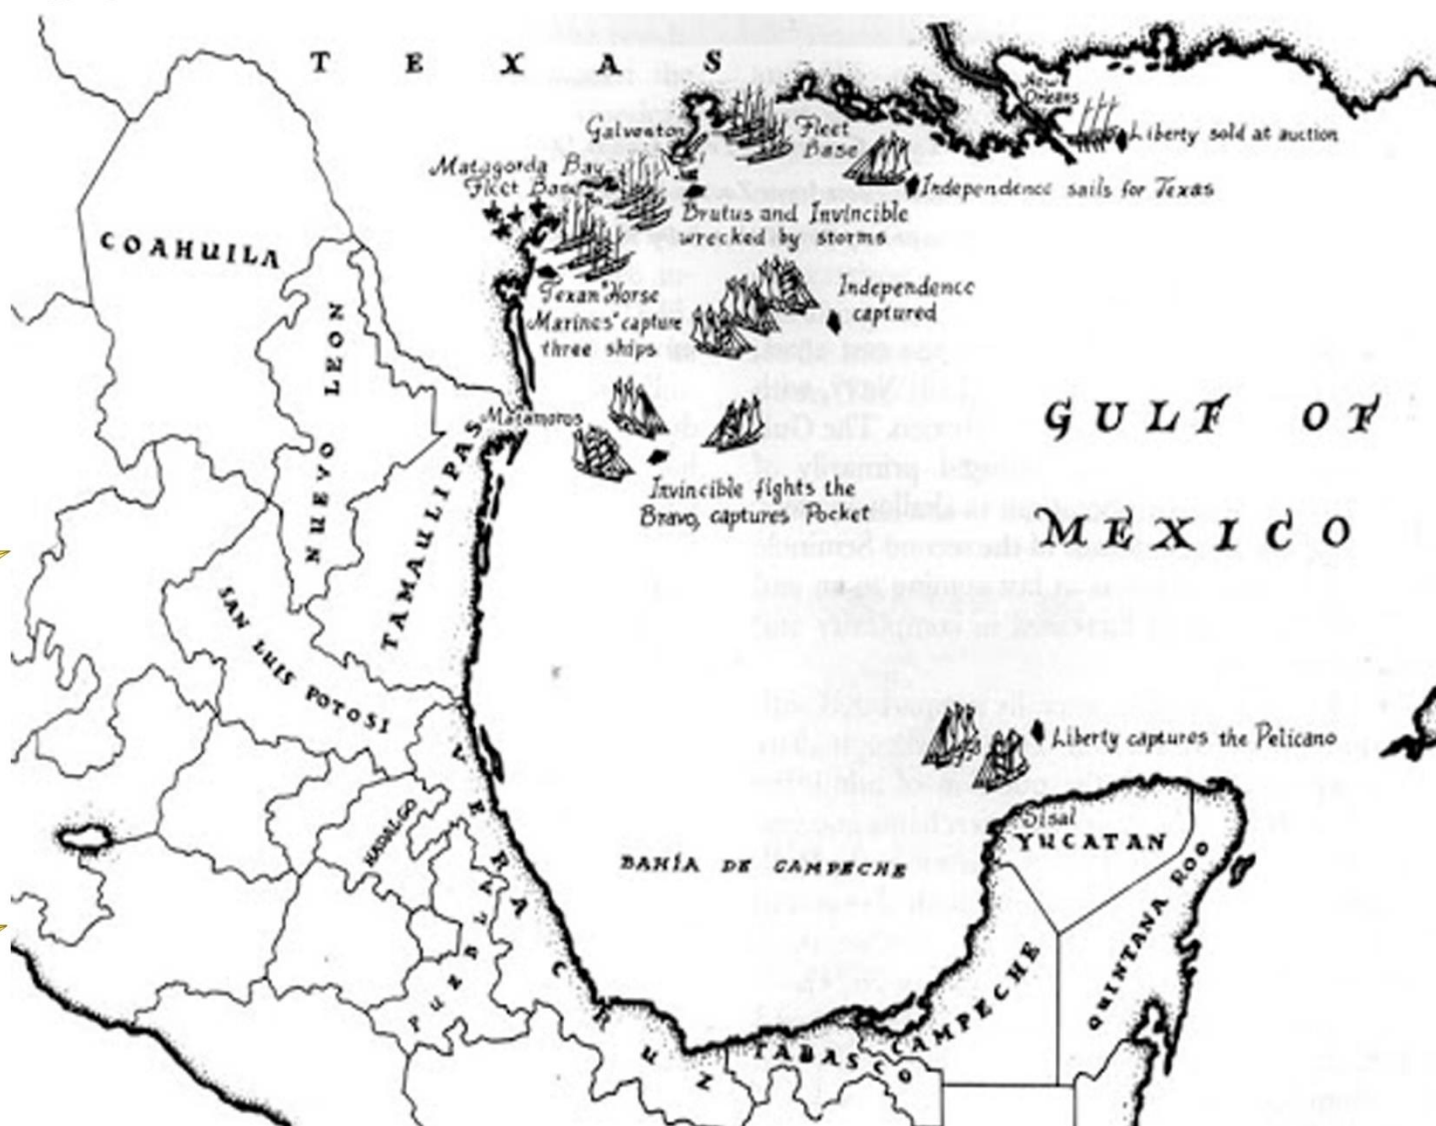 TEXAS
New
Orleans
Liberty sold at auction
Galveston
Fleet
Base
Matagorda Bay
Fleet Base
Independence sails for Texas
Brutus and Invincible
wrecked by storms
COAHUILA
Texan "Horse
Marines" capture
three ships
Independence
captured
NUEVO LEON
GULF OF
MEXICO
Matamoros
TAMAULIPAS
Invincible fights the
Bravo, captures Pocket
SAN LUIS POTOSI
Liberty captures the Pelicano
HIDALGO
Sisal
YUCATAN
BAHÍA DE CAMPECHE
VERA CRUZ
PUEBLA
QUINTANA ROO
CAMPECHE
TABASCO